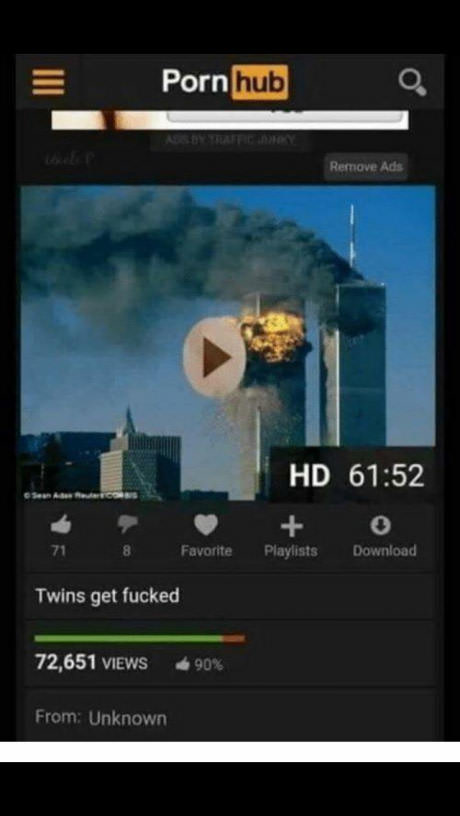 Porn hub
ADS BY TRAFFIC JUNKY
Remove Ads
HD 61:52
© Sean Adair Reuters CORBIS
71
8
Favorite
Playlists
Download
Twins get fucked
72,651 VIEWS 90%
From: Unknown